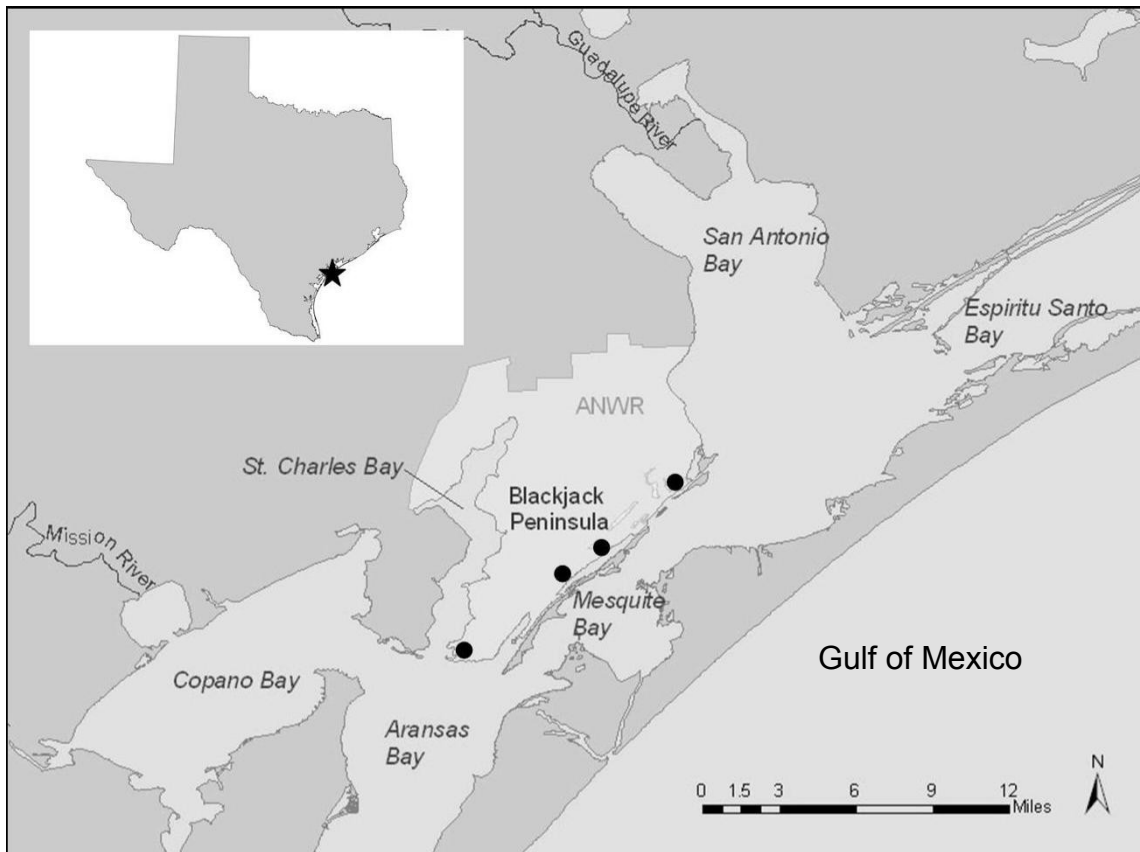 Guadalupe River
San Antonio
Bay
Espiritu Santo
Bay
ANWR
St. Charles Bay
Blackjack
Peninsula
Mission River
Mesquite
Bay
Gulf of Mexico
Copano Bay
Aransas
Bay
N
0 1.5 3 6 9 12
Miles